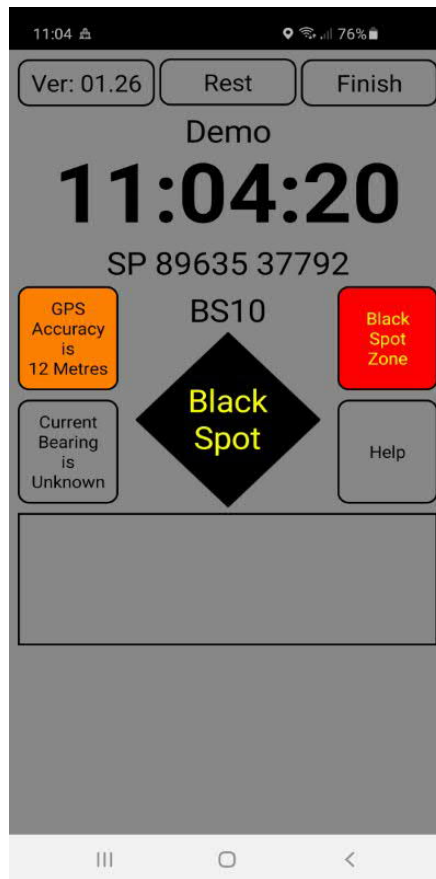 11:04 76%
Ver: 01.26 Rest Finish
Demo
11:04:20
SP 89635 37792
GPS
Accuracy
is
12 Metres
BS10
Black
Spot
Zone
Black
Spot
Current
Bearing
is
Unknown
Help